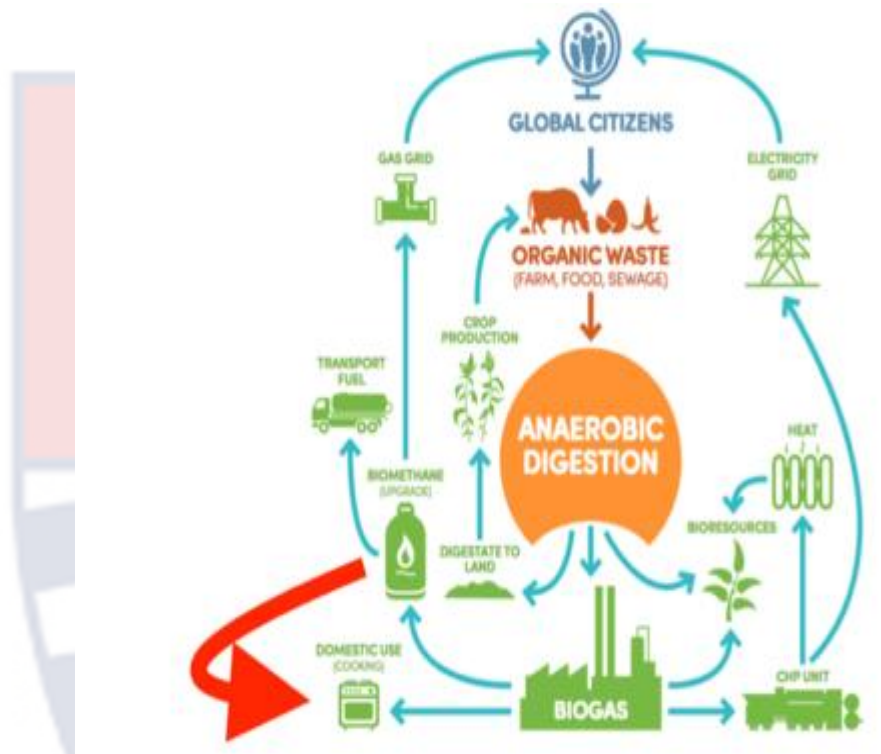 GLOBAL CITIZENS
GAS GRID
ELECTRICITY
GRID
ORGANIC WASTE
(FARM, FOOD, SEWAGE)
CROP
PRODUCTION
TRANSPORT
FUEL
ANAEROBIC
DIGESTION
HEAT
BIOMETHANE
(UPGRADE)
BIORESOURCES
DIGESTATE TO
LAND
DOMESTIC USE
(COOKING)
CHP UNIT
BIOGAS